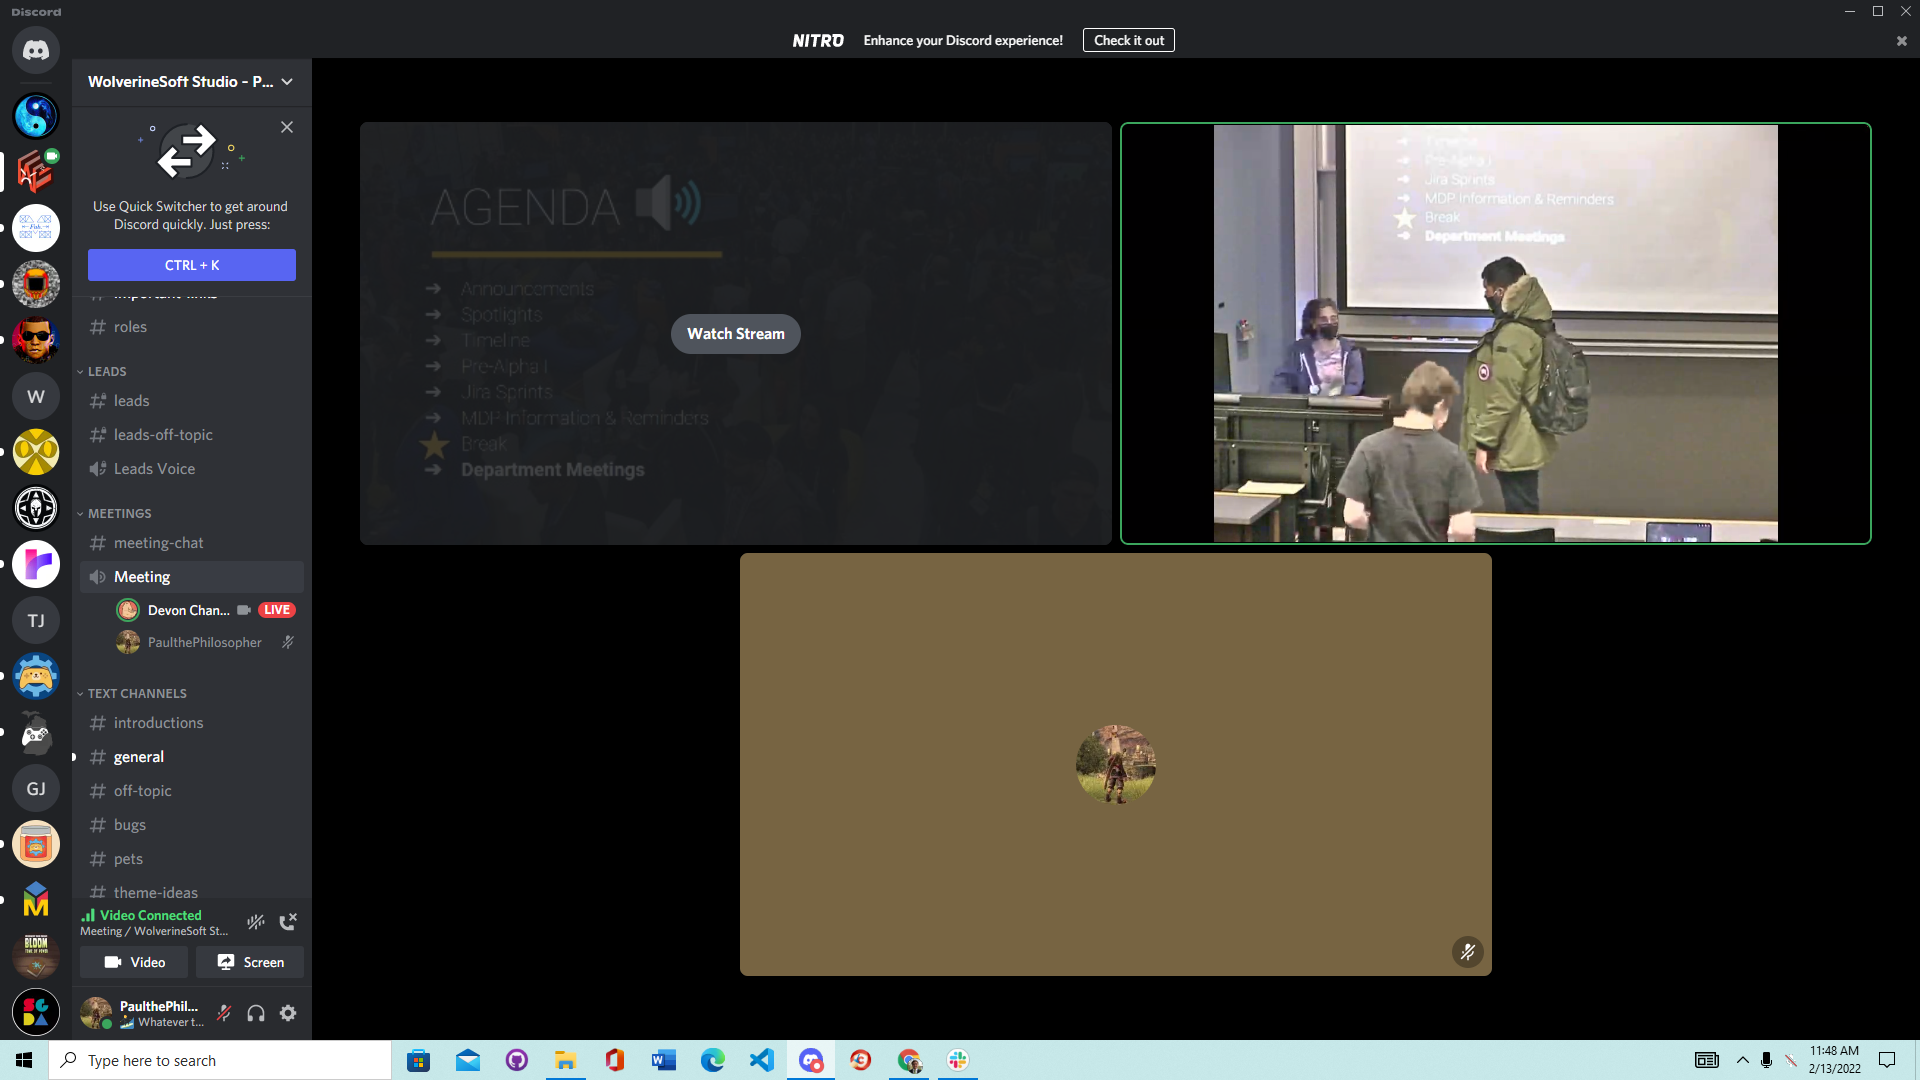 Discord
NITRO Enhance your Discord experience! Check it out
WolverineSoft Studio - P...
Use Quick Switcher to get around
Discord quickly. Just press:
CTRL + K
important-links
roles
LEADS
leads
leads-off-topic
Leads Voice
MEETINGS
meeting-chat
Meeting
Devon Chan... LIVE
PaulthePhilosopher
TEXT CHANNELS
introductions
general
off-topic
bugs
pets
theme-ideas
Video Connected
Meeting / WolverineSoft St...
Video Screen
PaulthePhil...
Whatever t...
W
TJ
GJ
BLOOM
AGENDA
Announcements
Spotlights
Timeline
Pre-Alpha I
Jira Sprints
MDP Information & Reminders
Break
Department Meetings
Watch Stream
Timeline
Pre-Alpha I
Jira Sprints
MDP Information & Reminders
Break
Department Meetings
Type here to search
11:48 AM
2/13/2022